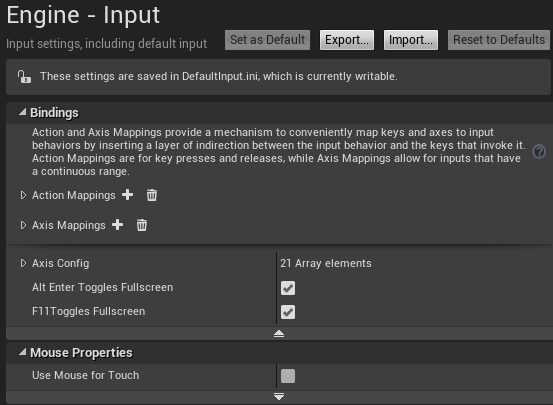 Engine - Input
Input settings, including default input
Set as Default
Export...
Import...
Reset to Defaults
These settings are saved in DefaultInput.ini, which is currently writable.
Bindings
Action and Axis Mappings provide a mechanism to conveniently map keys and axes to input
behaviors by inserting a layer of indirection between the input behavior and the keys that invoke it.
Action Mappings are for key presses and releases, while Axis Mappings allow for inputs that have
a continuous range.
?
Action Mappings
Axis Mappings
Axis Config
21 Array elements
Alt Enter Toggles Fullscreen
F11Toggles Fullscreen
Mouse Properties
Use Mouse for Touch